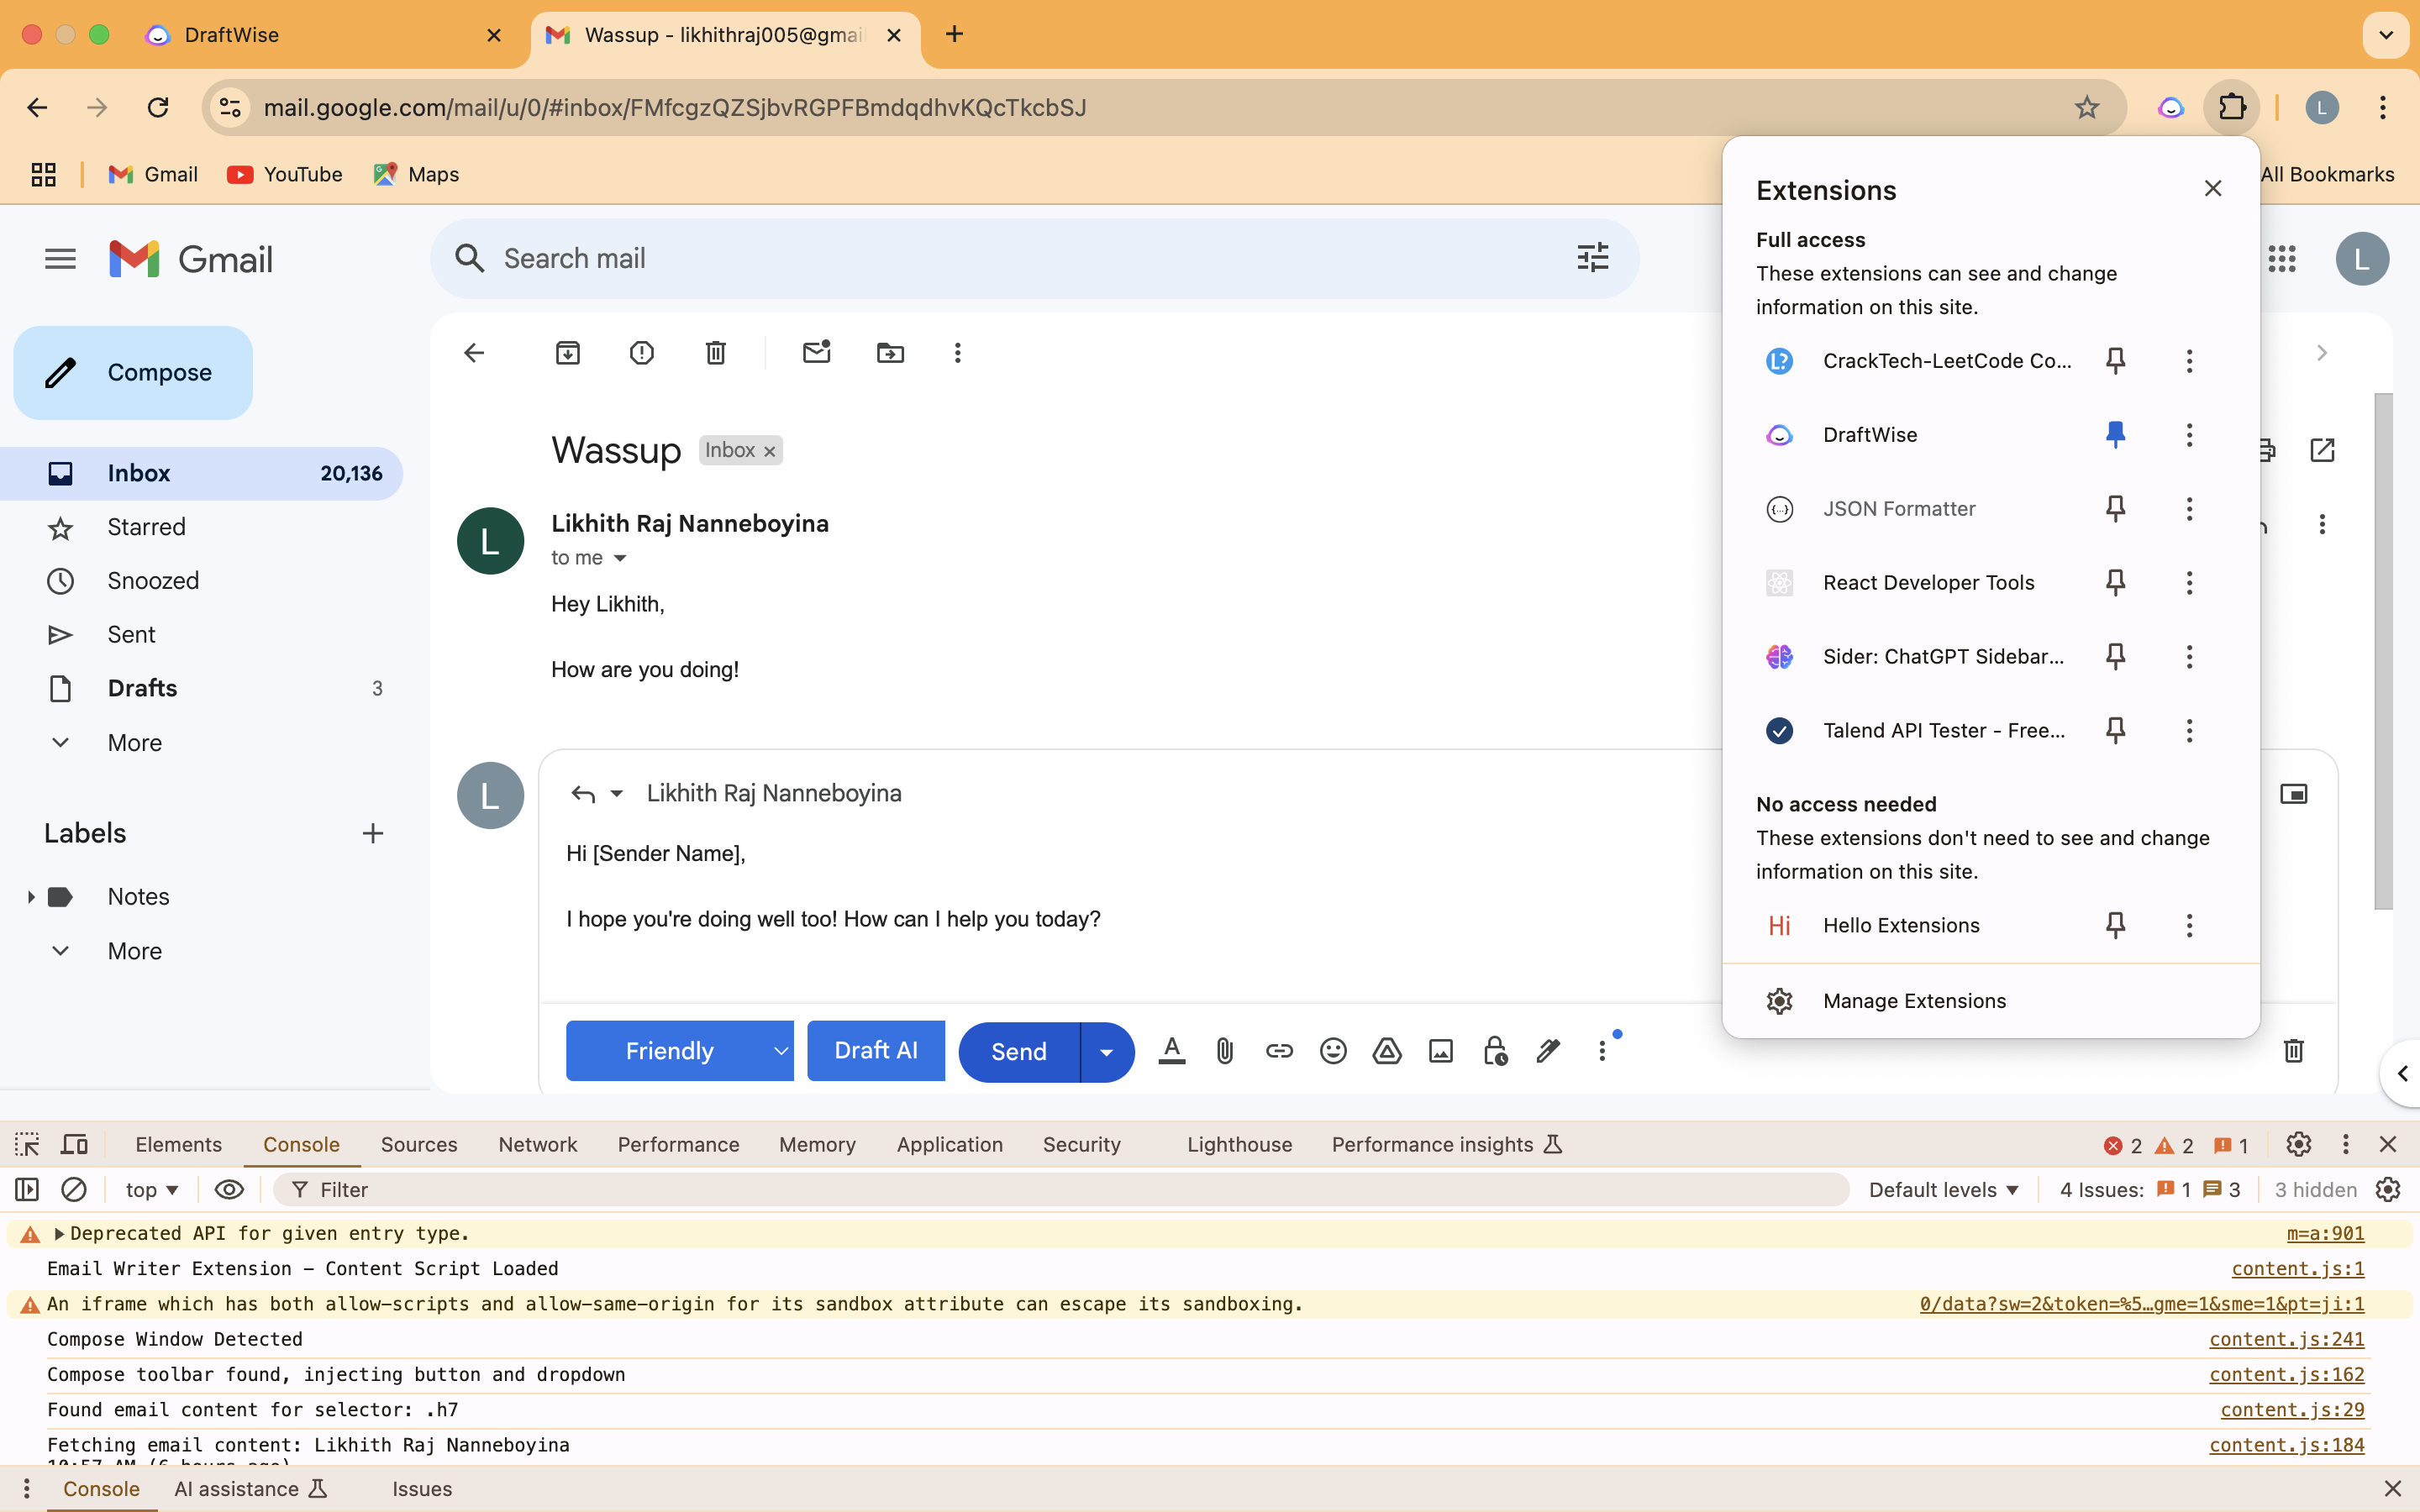 DraftWise
Wassup - likhithraj005@gmai
mail.google.com/mail/u/0/#inbox/FMfcgzQZSjbvRGPFBmdqdhvKQcTkcbSJ
L
Gmail
YouTube
Maps
All Bookmarks
Gmail
Search mail
L
Compose
Inbox 20,136
Starred
Snoozed
Sent
Drafts 3
More
Labels
Notes
More
Wassup Inbox
L
Likhith Raj Nanneboyina
to me
Hey Likhith,
How are you doing!
L
Likhith Raj Nanneboyina
Hi [Sender Name],
I hope you're doing well too! How can I help you today?
Friendly Draft AI Send
Extensions
Full access
These extensions can see and change
information on this site.
L? CrackTech-LeetCode Co...
DraftWise
JSON Formatter
React Developer Tools
Sider: ChatGPT Sidebar...
Talend API Tester - Free...
No access needed
These extensions don't need to see and change
information on this site.
Hi Hello Extensions
Manage Extensions
Elements Console Sources Network Performance Memory Application Security Lighthouse Performance insights 2 2 1
top Filter Default levels 4 Issues: 1 3 3 hidden
Deprecated API for given entry type. m=a:901
Email Writer Extension – Content Script Loaded content.js:1
An iframe which has both allow-scripts and allow-same-origin for its sandbox attribute can escape its sandboxing. 0/data?sw=2&token=%5…gme=1&sme=1&pt=ji:1
Compose Window Detected content.js:241
Compose toolbar found, injecting button and dropdown content.js:162
Found email content for selector: .h7 content.js:29
Fetching email content: Likhith Raj Nanneboyina content.js:184
10:57 AM (6 hours ago)
Console AI assistance Issues